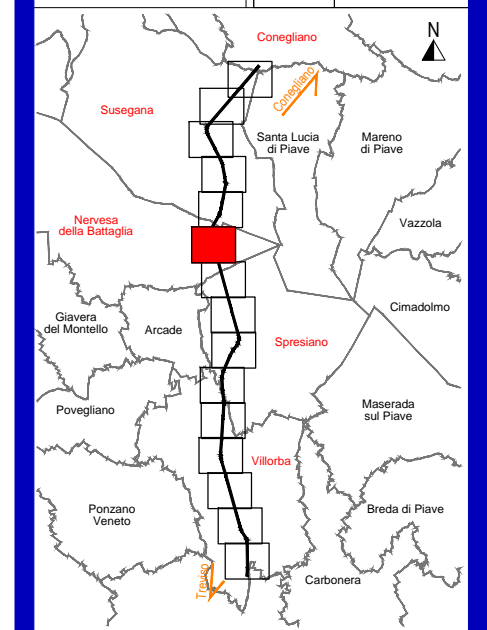 Conegliano
N
Conegliano
Susegana
Santa Lucia
di Piave
Mareno
di Piave
Nervesa
della Battaglia
Vazzola
Cimadolmo
Giavera
del Montello
Arcade
Spresiano
Povegliano
Maserada
sul Piave
Villorba
Ponzano
Veneto
Breda di Piave
Treviso
Carbonera